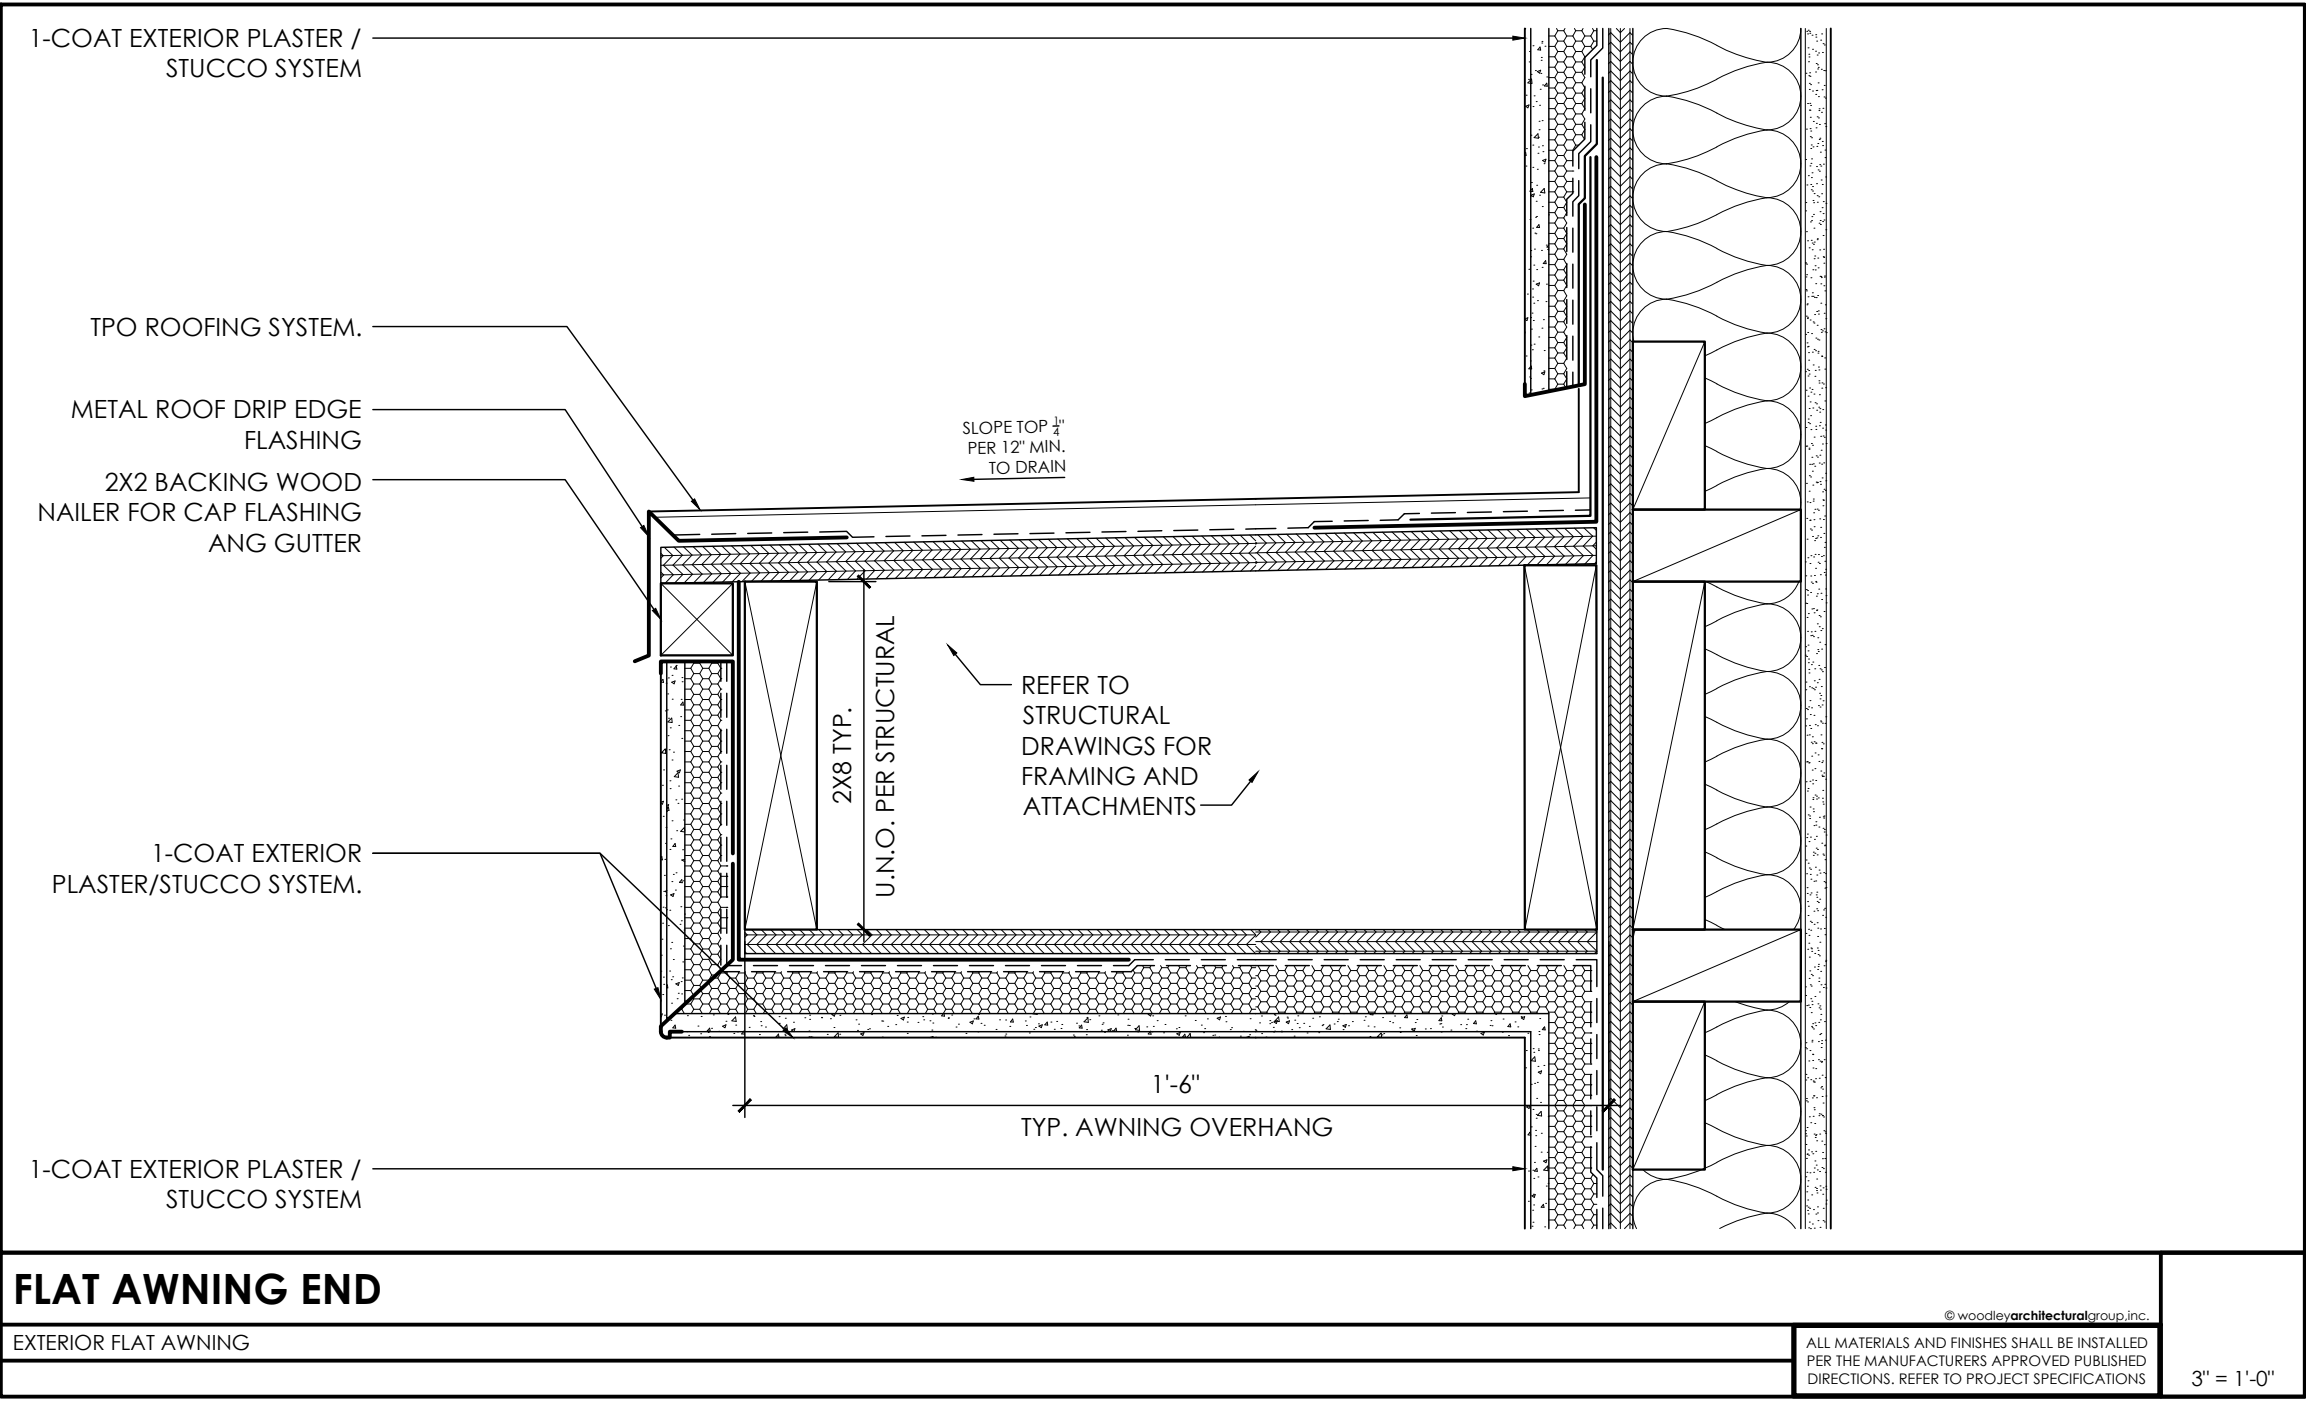 1-COAT EXTERIOR PLASTER /
STUCCO SYSTEM
TPO ROOFING SYSTEM.
METAL ROOF DRIP EDGE
FLASHING
2X2 BACKING WOOD
NAILER FOR CAP FLASHING
ANG GUTTER
SLOPE TOP 1/4"
PER 12" MIN.
TO DRAIN
2X8 TYP.
U.N.O. PER STRUCTURAL
REFER TO
STRUCTURAL
DRAWINGS FOR
FRAMING AND
ATTACHMENTS
1-COAT EXTERIOR
PLASTER/STUCCO SYSTEM.
1'-6"
TYP. AWNING OVERHANG
1-COAT EXTERIOR PLASTER /
STUCCO SYSTEM
FLAT AWNING END
© woodleyarchitecturalgroup,inc.
EXTERIOR FLAT AWNING
ALL MATERIALS AND FINISHES SHALL BE INSTALLED
PER THE MANUFACTURERS APPROVED PUBLISHED
DIRECTIONS. REFER TO PROJECT SPECIFICATIONS
3" = 1'-0"